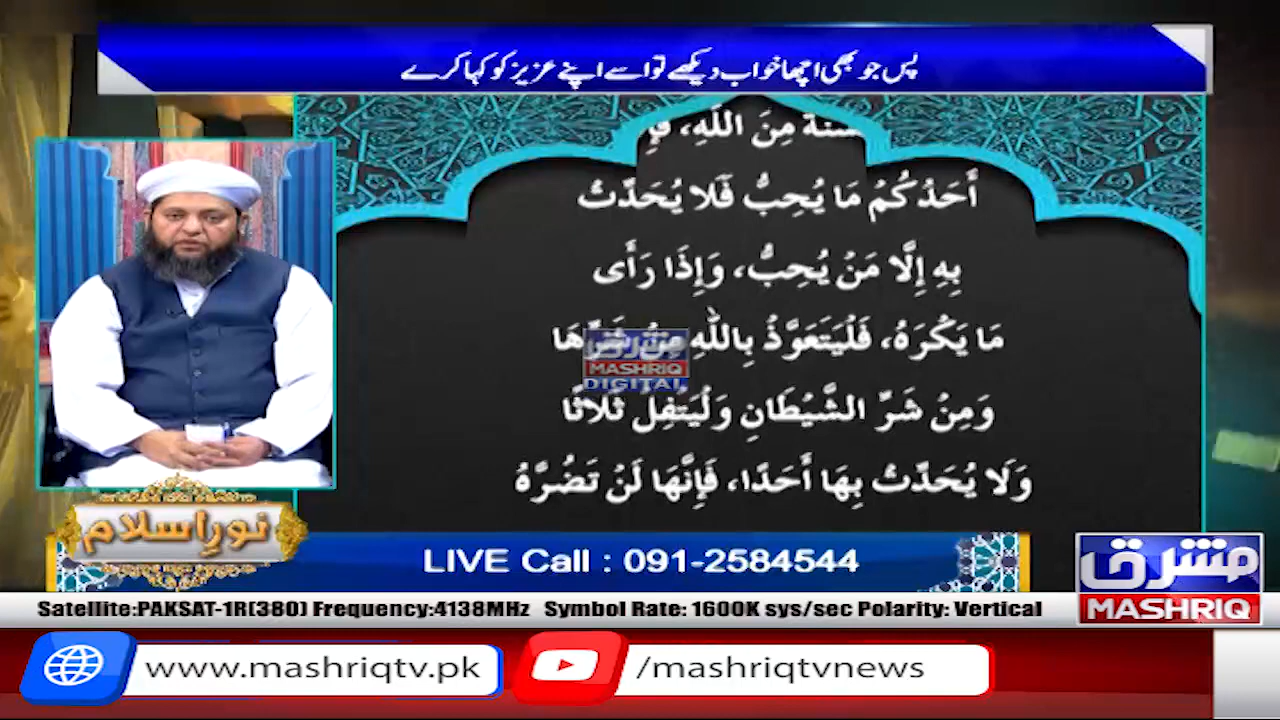 پس جو بھی اچھا خواب دیکھے تو اسے اپنے عزیز کو کہا کرے
مِنَ اللَّهِ، فَإِ
أَحَدُكُمْ مَا يُحِبُّ فَلَا يُحَدِّثْ
بِهِ إِلَّا مَنْ يُحِبُّ، وَإِذَا رَأَى
مَا يَكْرَهُ، فَلْيَتَعَوَّذْ بِاللَّهِ مِنْ شَرِّهَا
وَمِنْ شَرِّ الشَّيْطَانِ وَلْيَتْفِلْ ثَلَاثًا
وَلَا يُحَدِّثْ بِهَا أَحَدًا، فَإِنَّهَا لَنْ تَضُرَّهُ
مشرق
MASHRIQ
DIGITAL
نورِ اسلام
LIVE Call : 091-2584544
مشرق
MASHRIQ
Satellite:PAKSAT-1R(380) Frequency:4138MHz Symbol Rate: 1600K sys/sec Polarity: Vertical
www.mashriqtv.pk
/mashriqtvnews